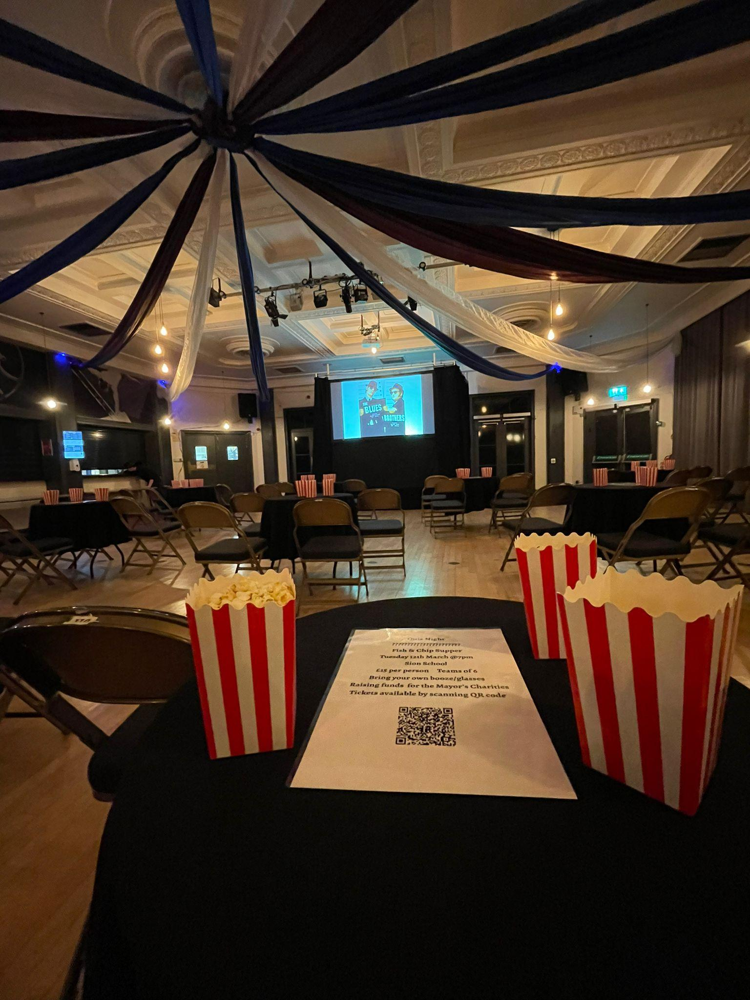 THE
BLUES
BROTHERS
Quiz Night
???????????????????????
Fish & Chip Supper
Tuesday 12th March @7pm
Sion School
£15 per person Teams of 6
Bring your own booze/glasses
Raising funds for the Mayor's Charities
Tickets available by scanning QR code